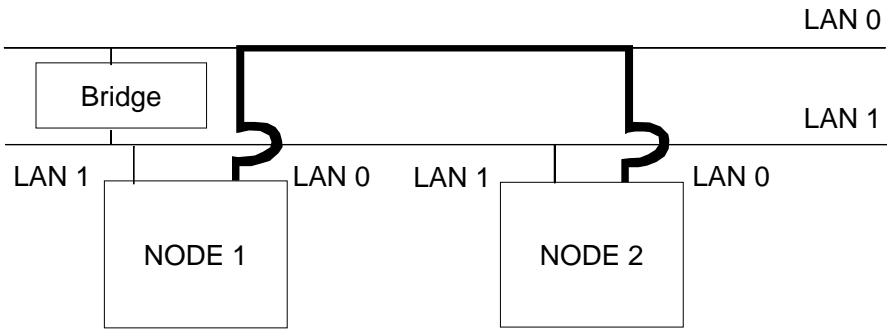 LAN 0
Bridge
LAN 1
LAN 1 LAN 0 LAN 1 LAN 0
NODE 1 NODE 2